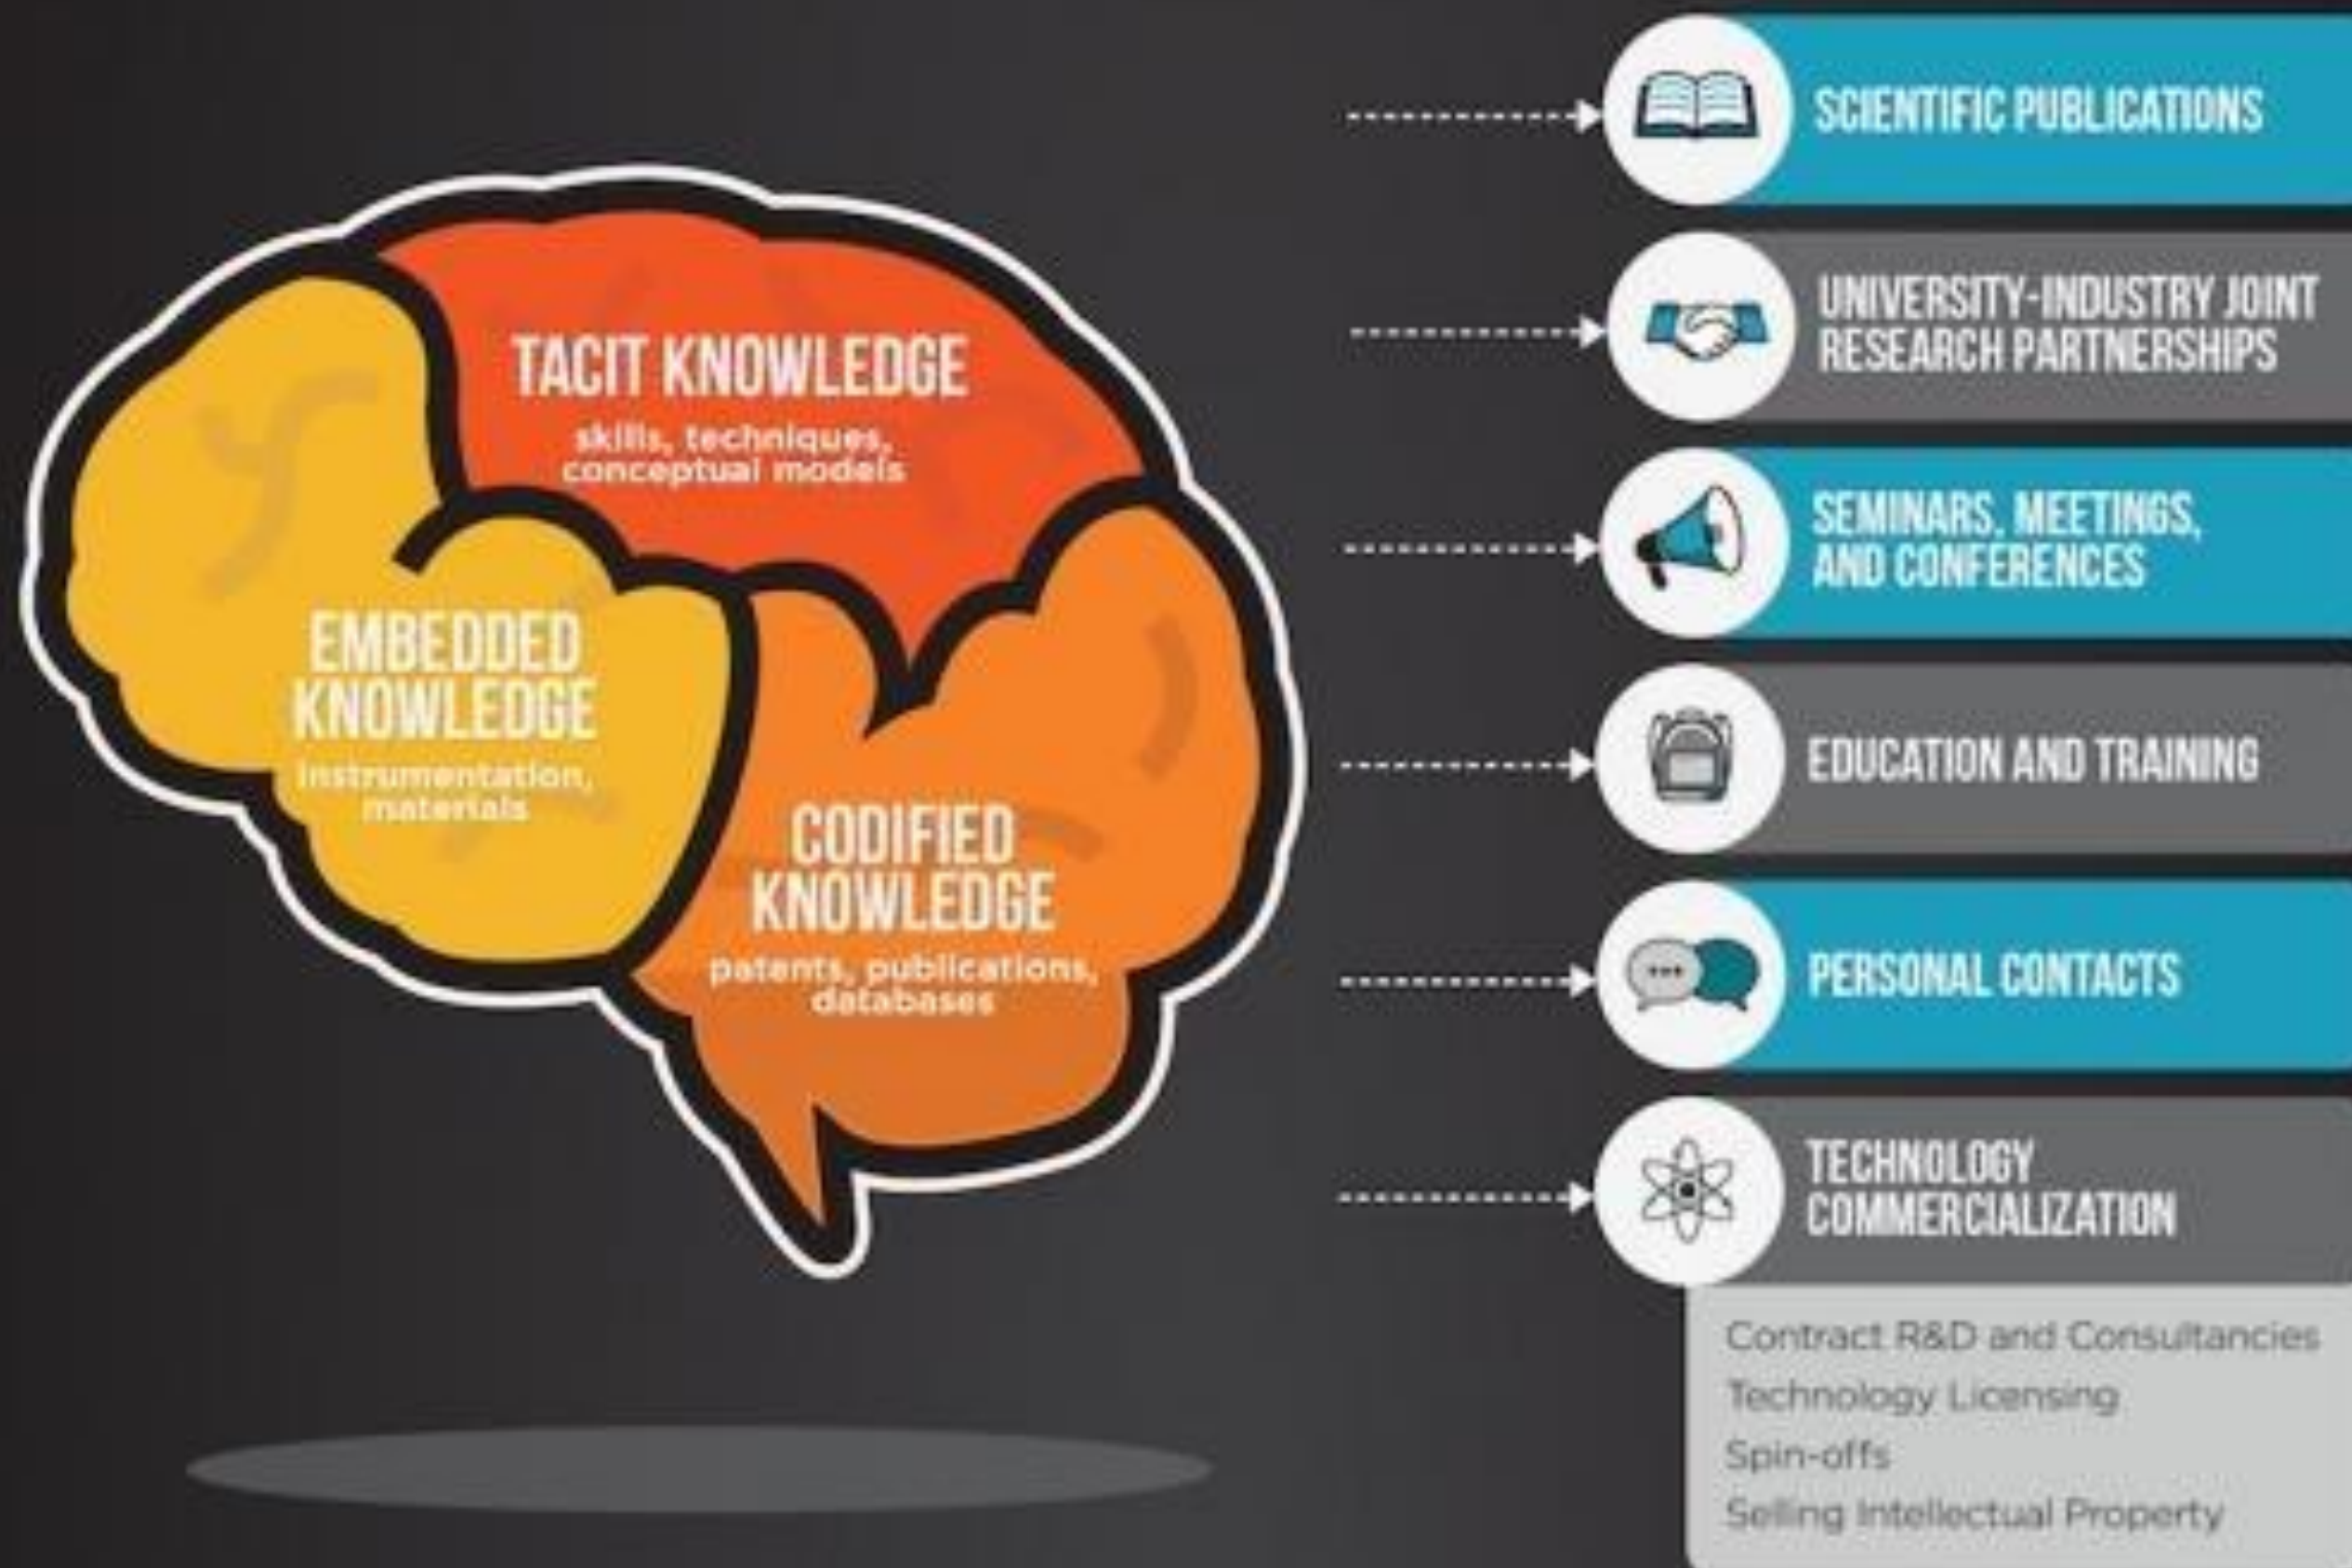 TACIT KNOWLEDGE
skills, techniques,
conceptual models
EMBEDDED
KNOWLEDGE
instrumentation,
materials
CODIFIED
KNOWLEDGE
patents, publications,
databases
SCIENTIFIC PUBLICATIONS
UNIVERSITY-INDUSTRY JOINT
RESEARCH PARTNERSHIPS
SEMINARS, MEETINGS,
AND CONFERENCES
EDUCATION AND TRAINING
PERSONAL CONTACTS
TECHNOLOGY
COMMERCIALIZATION
Contract R&D and Consultancies
Technology Licensing
Spin-offs
Selling Intellectual Property